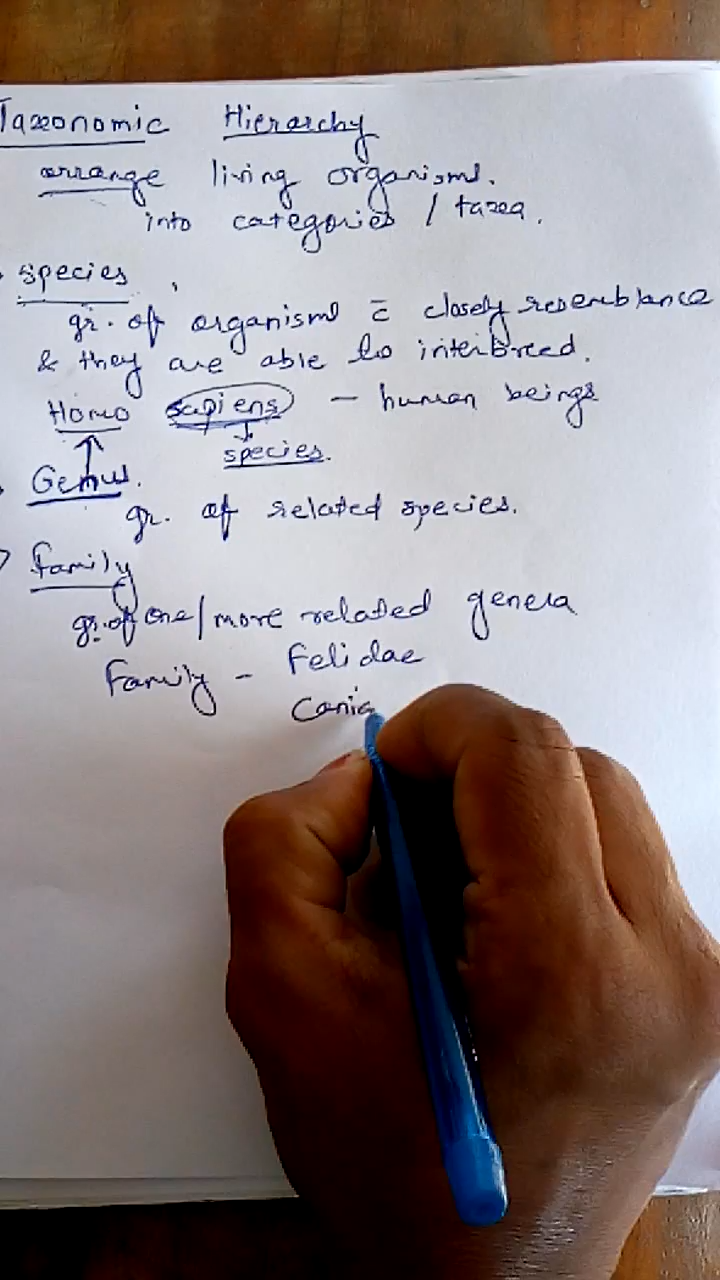 Taxonomic Hierarchy
arrange living organisms.
into categories / taxa.
Species,
gr. of organisms c̄ closely resemblance
& they are able to interbreed.
Homo sapiens – human beings
species.
Genus.
gr. of related species.
Family
gr. of one/more related genera
Family – Felidae
Canid